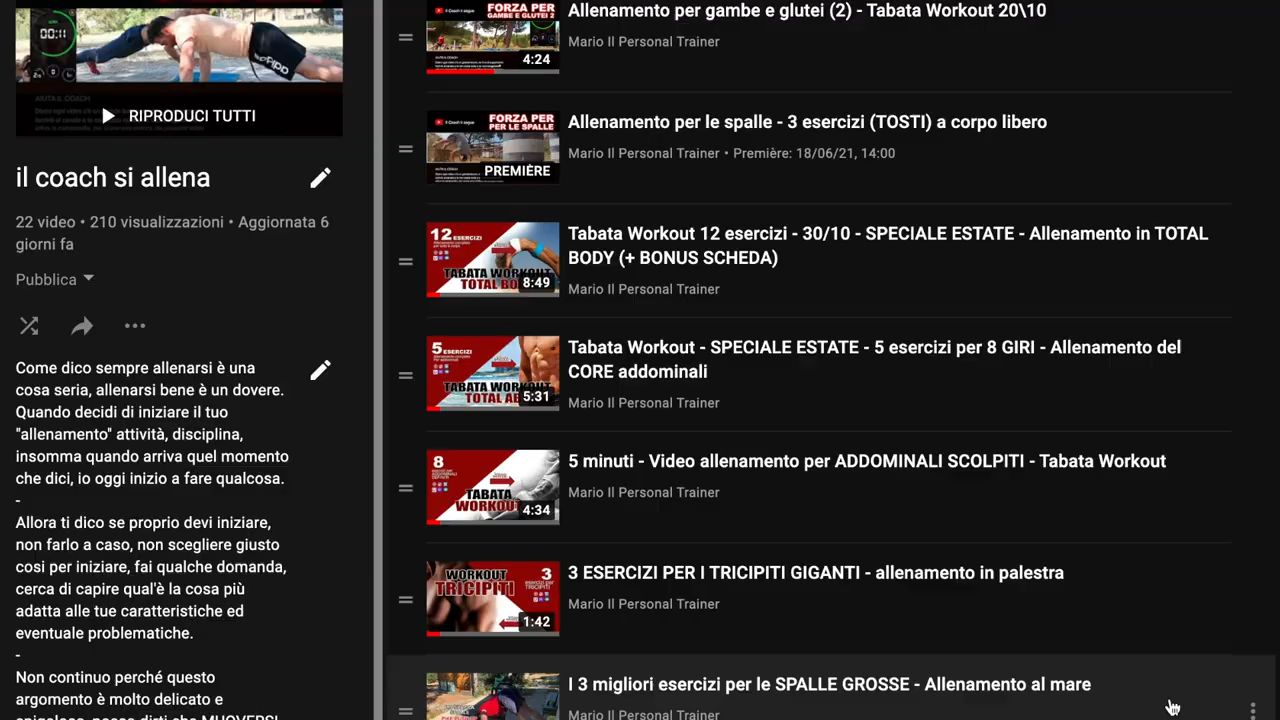 00:11
RIPRODUCI TUTTI
il coach si allena
22 video • 210 visualizzazioni • Aggiornata 6
giorni fa
Pubblica
Come dico sempre allenarsi è una
cosa seria, allenarsi bene è un dovere.
Quando decidi di iniziare il tuo
"allenamento" attività, disciplina,
insomma quando arriva quel momento
che dici, io oggi inizio a fare qualcosa.
-
Allora ti dico se proprio devi iniziare,
non farlo a caso, non scegliere giusto
cosi per iniziare, fai qualche domanda,
cerca di capire qual'è la cosa più
adatta alle tue caratteristiche ed
eventuale problematiche.
-
Non continuo perché questo
argomento è molto delicato e
FORZA PER
GAMBE E GLUTEI 2
4:24
Allenamento per gambe e glutei (2) - Tabata Workout 20\10
Mario Il Personal Trainer
FORZA PER
PER LE SPALLE
PREMIÈRE
Allenamento per le spalle - 3 esercizi (TOSTI) a corpo libero
Mario Il Personal Trainer • Première: 18/06/21, 14:00
12 ESERCIZI
TABATA WORKOUT
TOTAL BO
8:49
Tabata Workout 12 esercizi - 30/10 - SPECIALE ESTATE - Allenamento in TOTAL
BODY (+ BONUS SCHEDA)
Mario Il Personal Trainer
5 ESERCIZI
TABATA WORKOUT
TOTAL AB
5:31
Tabata Workout - SPECIALE ESTATE - 5 esercizi per 8 GIRI - Allenamento del
CORE addominali
Mario Il Personal Trainer
8
TABATA
WORKOUT
4:34
5 minuti - Video allenamento per ADDOMINALI SCOLPITI - Tabata Workout
Mario Il Personal Trainer
WORKOUT
TRICIPITI
3
1:42
3 ESERCIZI PER I TRICIPITI GIGANTI - allenamento in palestra
Mario Il Personal Trainer
I 3 migliori esercizi per le SPALLE GROSSE - Allenamento al mare
Mario Il Personal Trainer